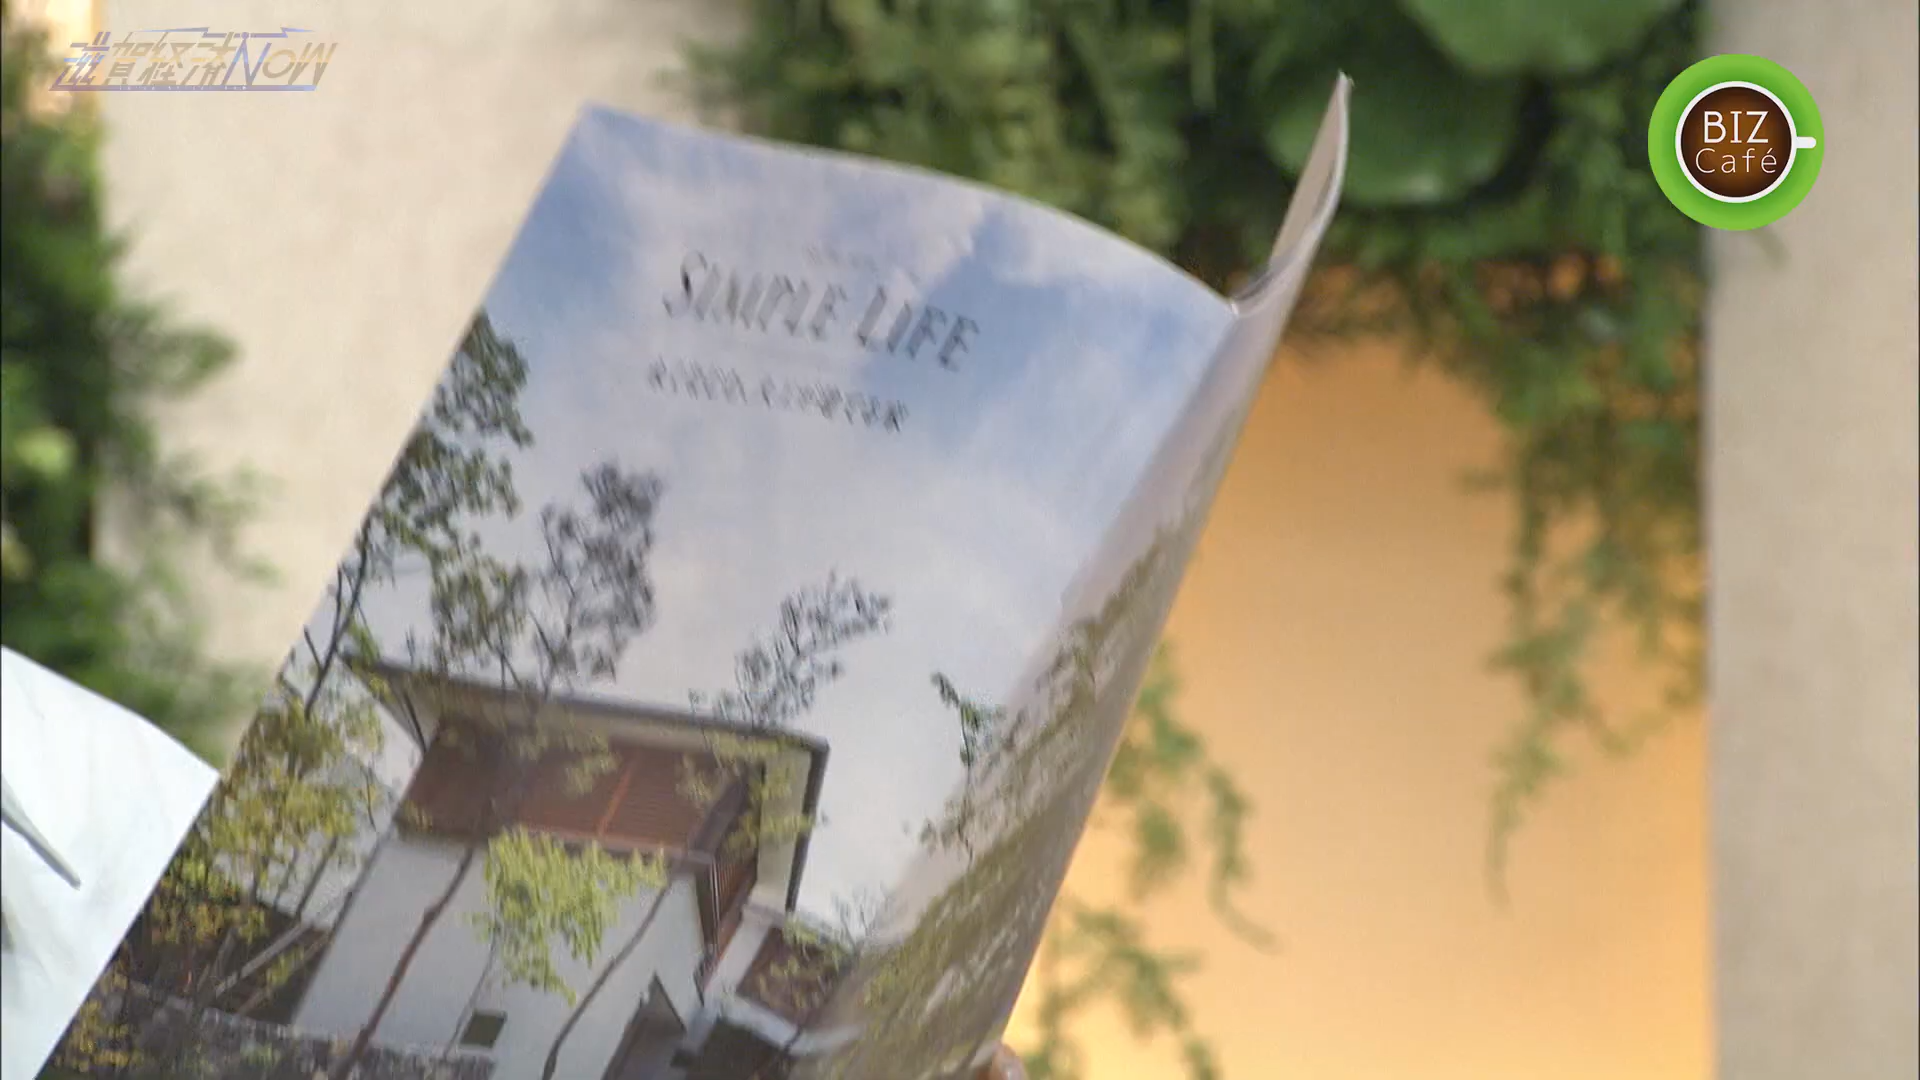 滋賀経済NOW
BIZ
Café
SIMPLE LIFE